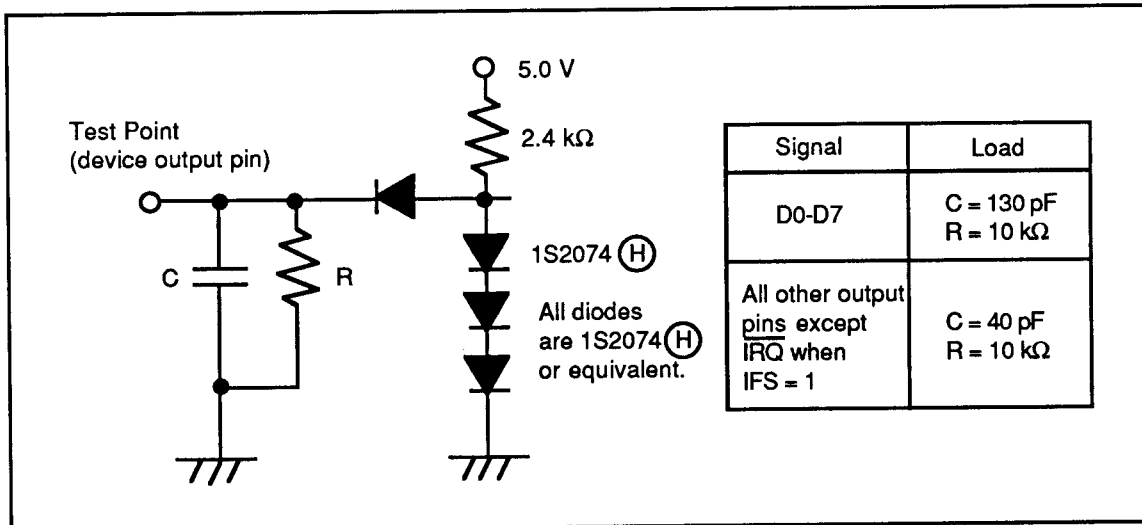 5.0 V
2.4 kΩ
Test Point
(device output pin)
C
R
1S2074 Ⓗ
All diodes
are 1S2074 Ⓗ
or equivalent.
Signal Load
D0-D7
C = 130 pF
R = 10 kΩ
All other output
pins except
I̅R̅Q̅ when
IFS = 1
C = 40 pF
R = 10 kΩ